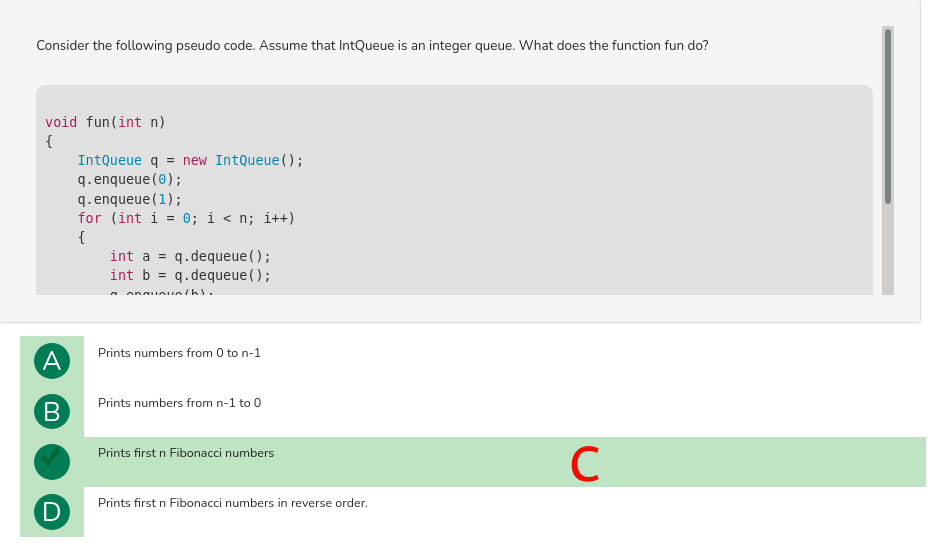 Consider the following pseudo code. Assume that IntQueue is an integer queue. What does the function fun do?
void fun(int n)
{
    IntQueue q = new IntQueue();
    q.enqueue(0);
    q.enqueue(1);
    for (int i = 0; i < n; i++)
    {
        int a = q.dequeue();
        int b = q.dequeue();
        q.enqueue(b);
A Prints numbers from 0 to n-1
B Prints numbers from n-1 to 0
Prints first n Fibonacci numbers C
D Prints first n Fibonacci numbers in reverse order.